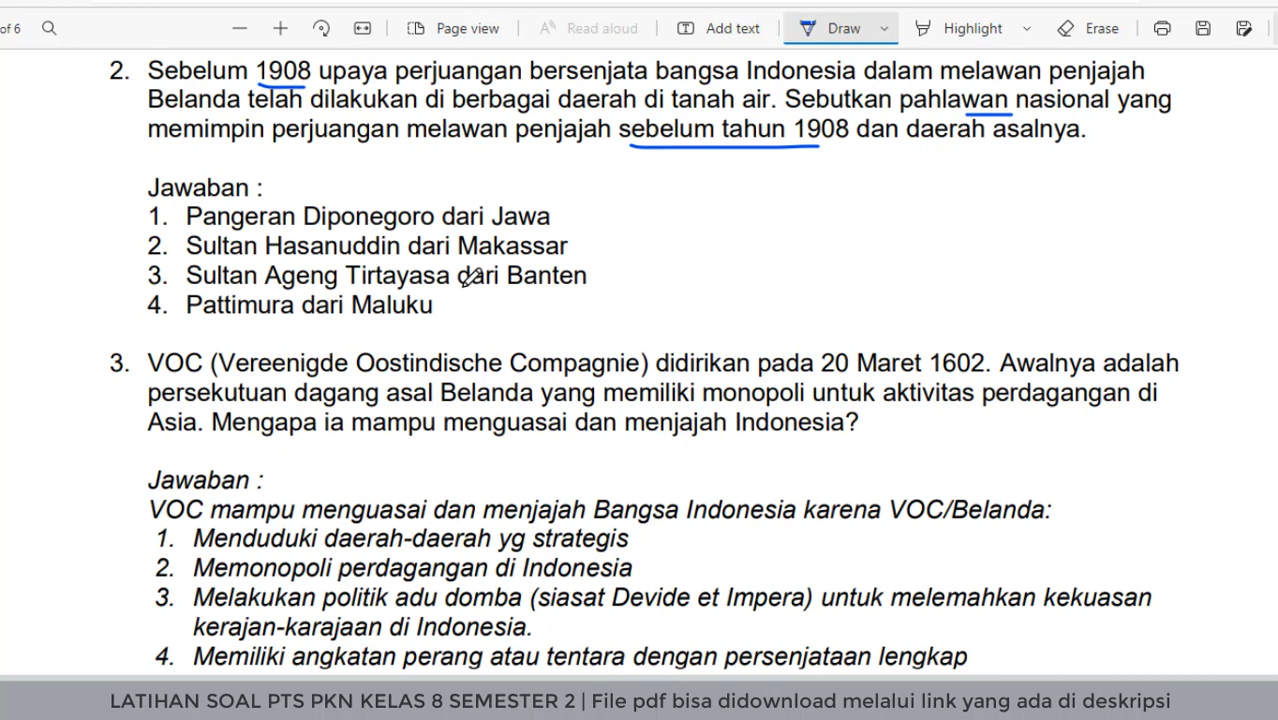 of 6
Page view
Read aloud
Add text
Draw
Highlight
Erase
2. Sebelum 1908 upaya perjuangan bersenjata bangsa Indonesia dalam melawan penjajah
Belanda telah dilakukan di berbagai daerah di tanah air. Sebutkan pahlawan nasional yang
memimpin perjuangan melawan penjajah sebelum tahun 1908 dan daerah asalnya.
Jawaban :
1. Pangeran Diponegoro dari Jawa
2. Sultan Hasanuddin dari Makassar
3. Sultan Ageng Tirtayasa dari Banten
4. Pattimura dari Maluku
3. VOC (Vereenigde Oostindische Compagnie) didirikan pada 20 Maret 1602. Awalnya adalah
persekutuan dagang asal Belanda yang memiliki monopoli untuk aktivitas perdagangan di
Asia. Mengapa ia mampu menguasai dan menjajah Indonesia?
Jawaban :
VOC mampu menguasai dan menjajah Bangsa Indonesia karena VOC/Belanda:
1. Menduduki daerah-daerah yg strategis
2. Memonopoli perdagangan di Indonesia
3. Melakukan politik adu domba (siasat Devide et Impera) untuk melemahkan kekuasan
kerajan-karajaan di Indonesia.
4. Memiliki angkatan perang atau tentara dengan persenjataan lengkap
LATIHAN SOAL PTS PKN KELAS 8 SEMESTER 2 | File pdf bisa didownload melalui link yang ada di deskripsi